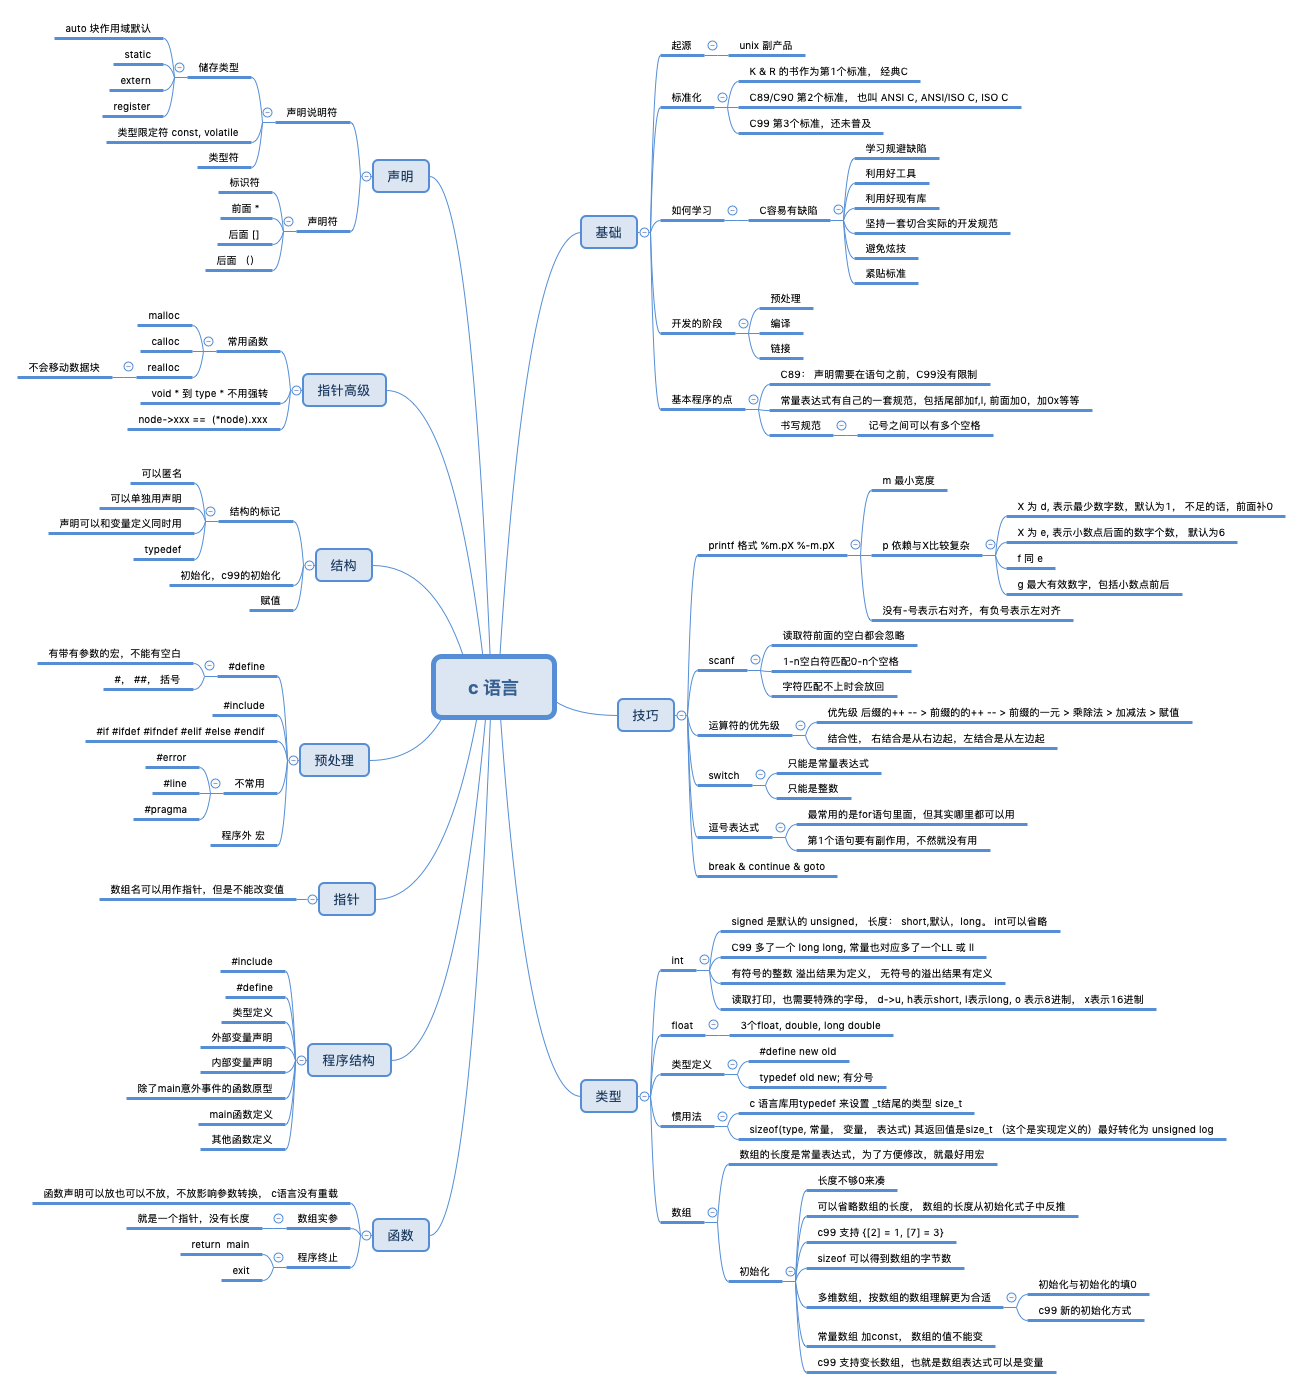 c 语言
基础
起源
unix 副产品
标准化
K & R 的书作为第1个标准， 经典C
C89/C90 第2个标准， 也叫 ANSI C, ANSI/ISO C, ISO C
C99 第3个标准，还未普及
如何学习
C容易有缺陷
学习规避缺陷
利用好工具
利用好现有库
坚持一套切合实际的开发规范
避免炫技
紧贴标准
开发的阶段
预处理
编译
链接
基本程序的点
C89： 声明需要在语句之前，C99没有限制
常量表达式有自己的一套规范，包括尾部加f,l, 前面加0，加0x等等
书写规范
记号之间可以有多个空格
技巧
printf 格式 %m.pX %-m.pX
m 最小宽度
p 依赖与X比较复杂
X 为 d, 表示最少数字数，默认为1， 不足的话，前面补0
X 为 e, 表示小数点后面的数字个数， 默认为6
f 同 e
g 最大有效数字，包括小数点前后
没有-号表示右对齐，有负号表示左对齐
scanf
读取符前面的空白都会忽略
1-n空白符匹配0-n个空格
字符匹配不上时会放回
运算符的优先级
优先级 后缀的++ -- > 前缀的的++ -- > 前缀的一元 > 乘除法 > 加减法 > 赋值
结合性， 右结合是从右边起，左结合是从左边起
switch
只能是常量表达式
只能是整数
逗号表达式
最常用的是for语句里面，但其实哪里都可以用
第1个语句要有副作用，不然就没有用
break & continue & goto
类型
int
signed 是默认的 unsigned， 长度： short,默认，long。 int可以省略
C99 多了一个 long long, 常量也对应多了一个LL 或 ll
有符号的整数 溢出结果为定义， 无符号的溢出结果有定义
读取打印，也需要特殊的字母， d->u, h表示short, l表示long, o 表示8进制， x表示16进制
float
3个float, double, long double
类型定义
#define new old
typedef old new; 有分号
惯用法
c 语言库用typedef 来设置 _t结尾的类型 size_t
sizeof(type, 常量， 变量， 表达式) 其返回值是size_t （这个是实现定义的）最好转化为 unsigned log
数组
数组的长度是常量表达式，为了方便修改，就最好用宏
初始化
长度不够0来凑
可以省略数组的长度， 数组的长度从初始化式子中反推
c99 支持 {[2] = 1, [7] = 3}
sizeof 可以得到数组的字节数
多维数组，按数组的数组理解更为合适
初始化与初始化的填0
c99 新的初始化方式
常量数组 加const， 数组的值不能变
c99 支持变长数组，也就是数组表达式可以是变量
声明
声明说明符
储存类型
auto 块作用域默认
static
extern
register
类型限定符 const, volatile
类型符
声明符
标识符
前面 *
后面 []
后面 （）
指针高级
常用函数
malloc
calloc
realloc
不会移动数据块
void * 到 type * 不用强转
node->xxx == (*node).xxx
结构
结构的标记
可以匿名
可以单独用声明
声明可以和变量定义同时用
typedef
初始化，c99的初始化
赋值
预处理
#define
有带有参数的宏，不能有空白
#， ##， 括号
#include
#if #ifdef #ifndef #elif #else #endif
不常用
#error
#line
#pragma
程序外 宏
指针
数组名可以用作指针，但是不能改变值
程序结构
#include
#define
类型定义
外部变量声明
内部变量声明
除了main意外事件的函数原型
main函数定义
其他函数定义
函数
函数声明可以放也可以不放，不放影响参数转换， c语言没有重载
数组实参
就是一个指针，没有长度
程序终止
return main
exit